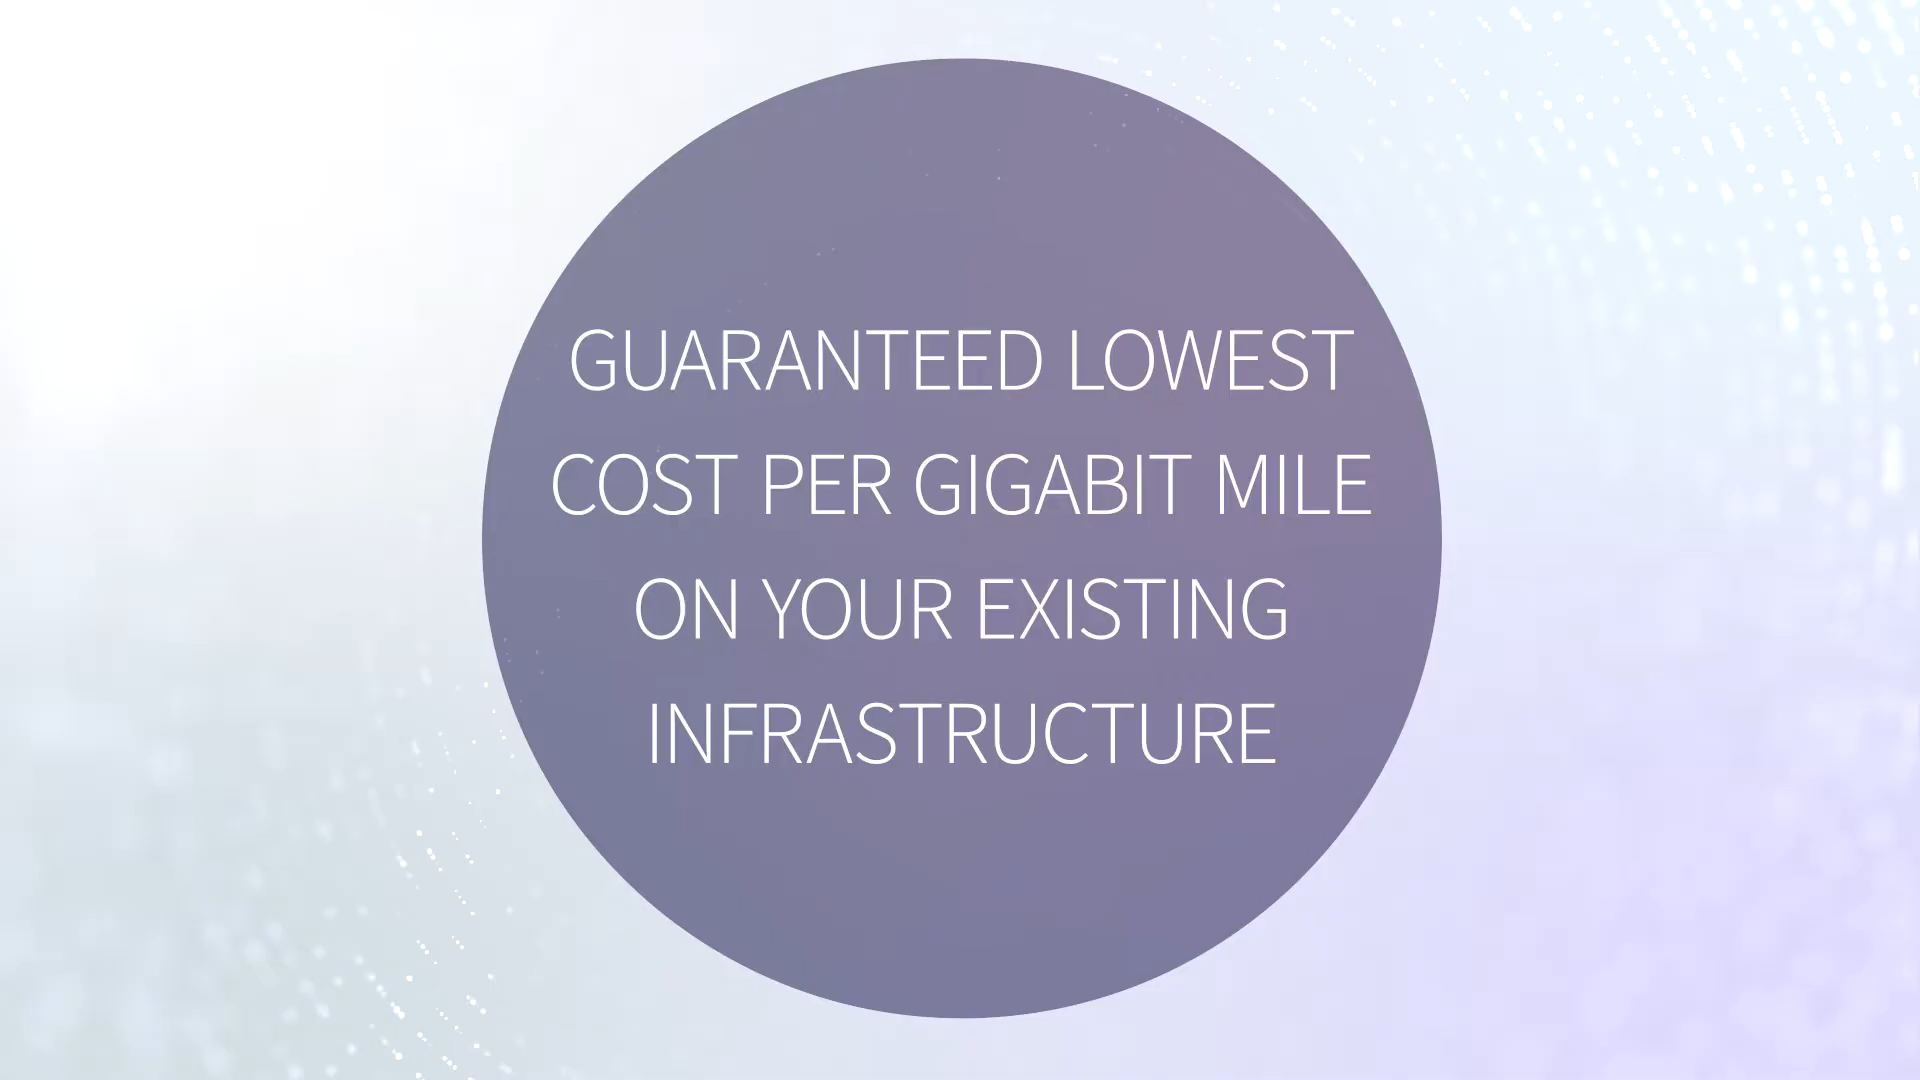 GUARANTEED LOWEST
COST PER GIGABIT MILE
ON YOUR EXISTING
INFRASTRUCTURE